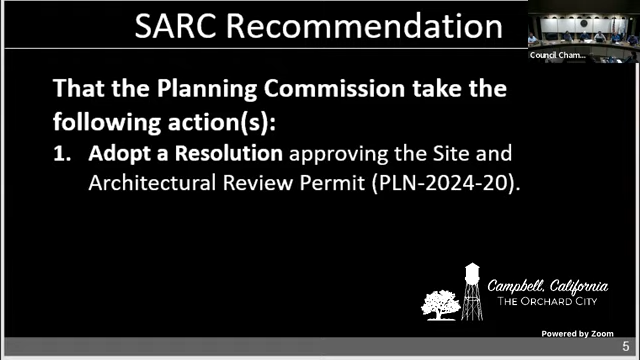 SARC Recommendation
Council Cham...
That the Planning Commission take the
following action(s):
1. Adopt a Resolution approving the Site and
Architectural Review Permit (PLN-2024-20).
Campbell, California
THE ORCHARD CITY
Powered by Zoom
5